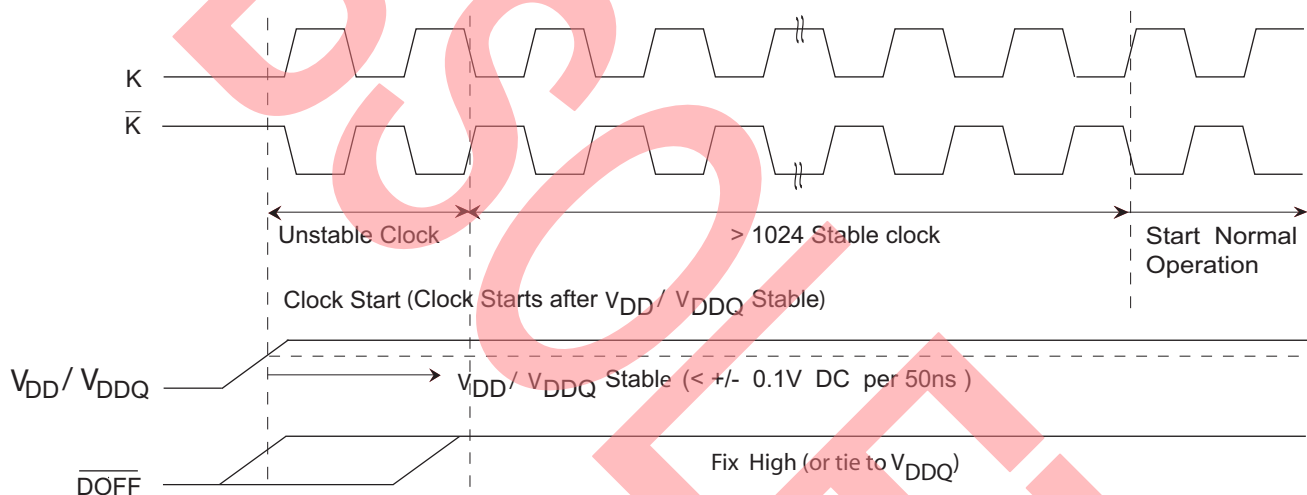 K
K̅
Unstable Clock
> 1024 Stable clock
Start Normal
Operation
Clock Start (Clock Starts after VDD / VDDQ Stable)
VDD / VDDQ
VDD / VDDQ Stable (< +/- 0.1V DC per 50ns )
Fix High (or tie to VDDQ)
D̅O̅F̅F̅